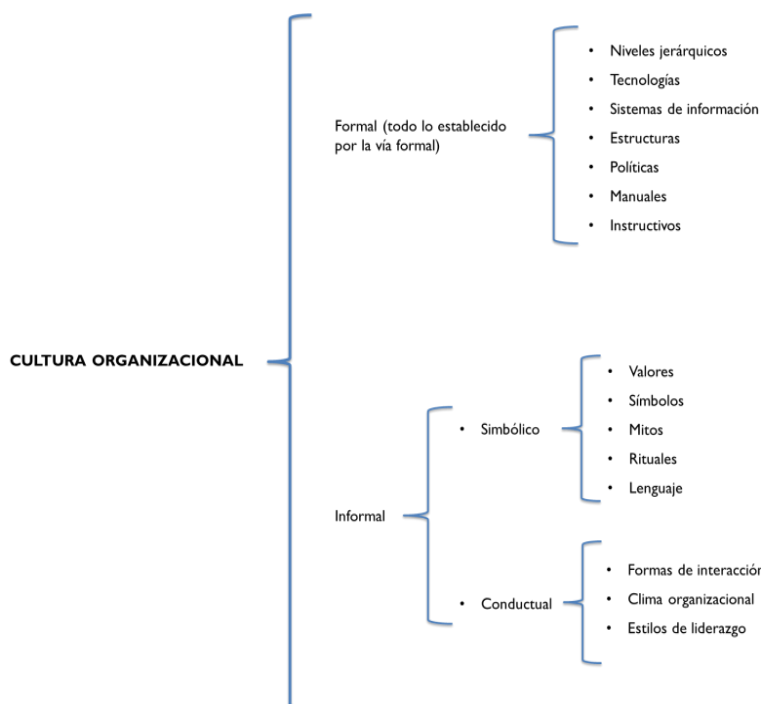 • Niveles jerárquicos
• Tecnologías
• Sistemas de información
Formal (todo lo establecido
por la vía formal)
• Estructuras
• Políticas
• Manuales
• Instructivos
CULTURA ORGANIZACIONAL
Informal
• Simbólico
• Valores
• Símbolos
• Mitos
• Rituales
• Lenguaje
• Conductual
• Formas de interacción
• Clima organizacional
• Estilos de liderazgo